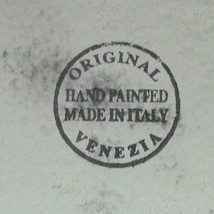 ORIGINAL
HAND PAINTED
MADE IN ITALY
VENEZIA